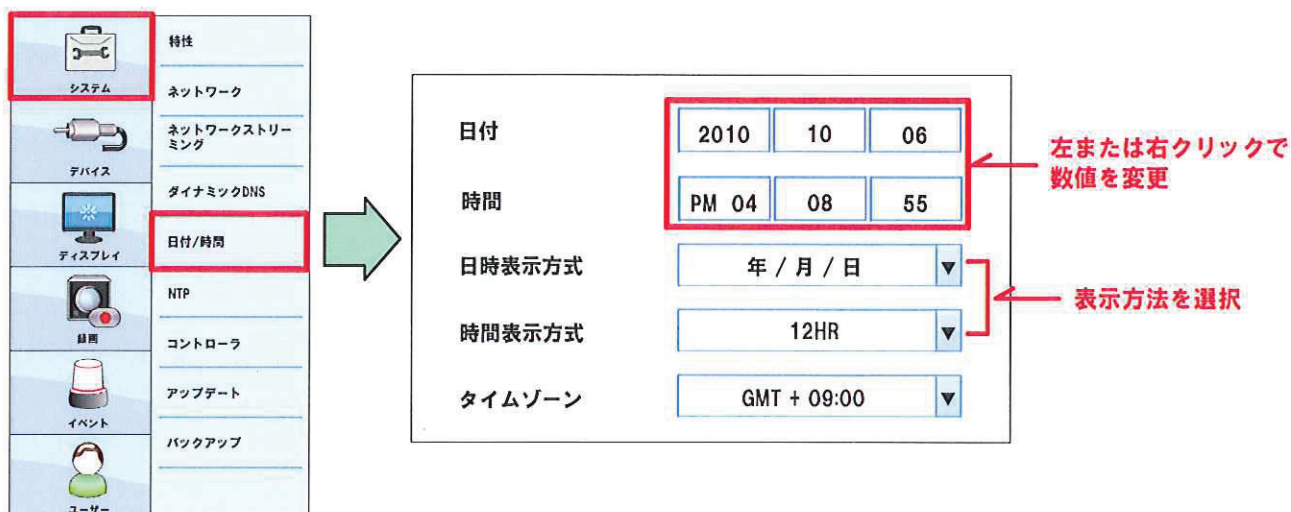 システム
デバイス
ディスプレイ
録画
イベント
ユーザー
特性
ネットワーク
ネットワークストリー
ミング
ダイナミックDNS
日付/時間
NTP
コントローラ
アップデート
バックアップ
日付
2010 10 06
時間
PM 04 08 55
日時表示方式
年 / 月 / 日
時間表示方式
12HR
タイムゾーン
GMT + 09:00
左または右クリックで
数値を変更
表示方法を選択